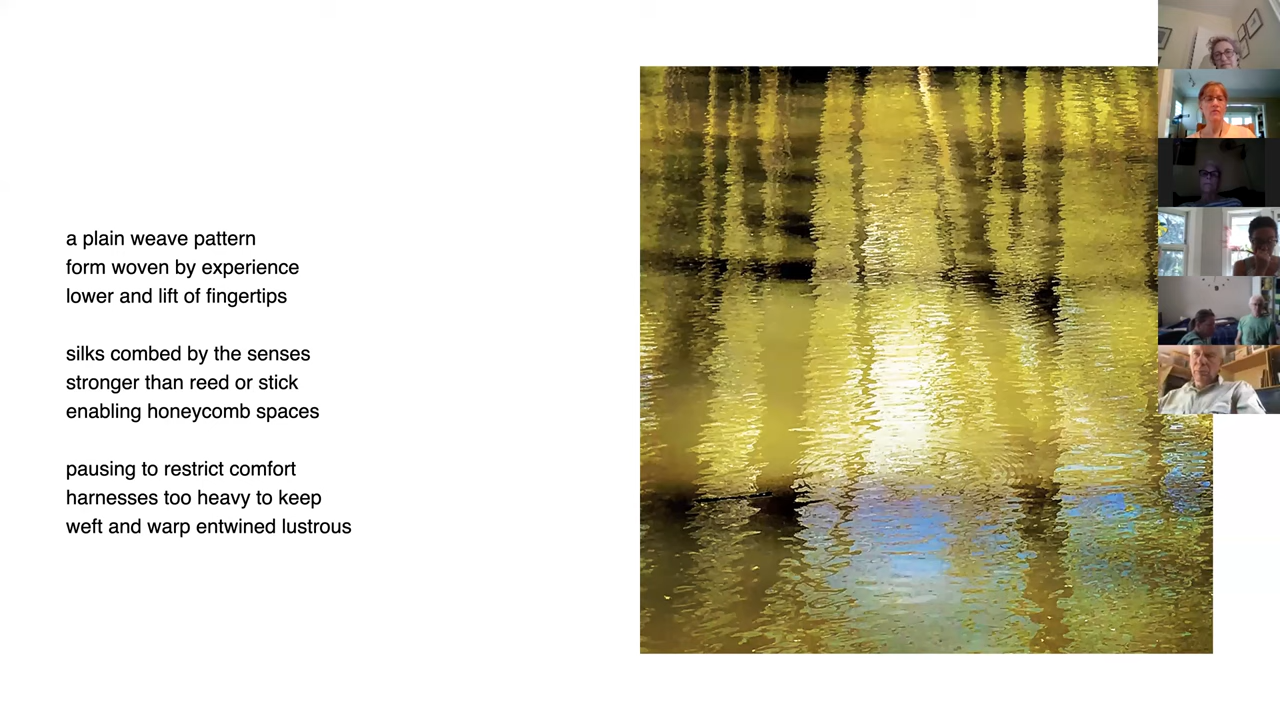 a plain weave pattern
form woven by experience
lower and lift of fingertips
silks combed by the senses
stronger than reed or stick
enabling honeycomb spaces
pausing to restrict comfort
harnesses too heavy to keep
weft and warp entwined lustrous